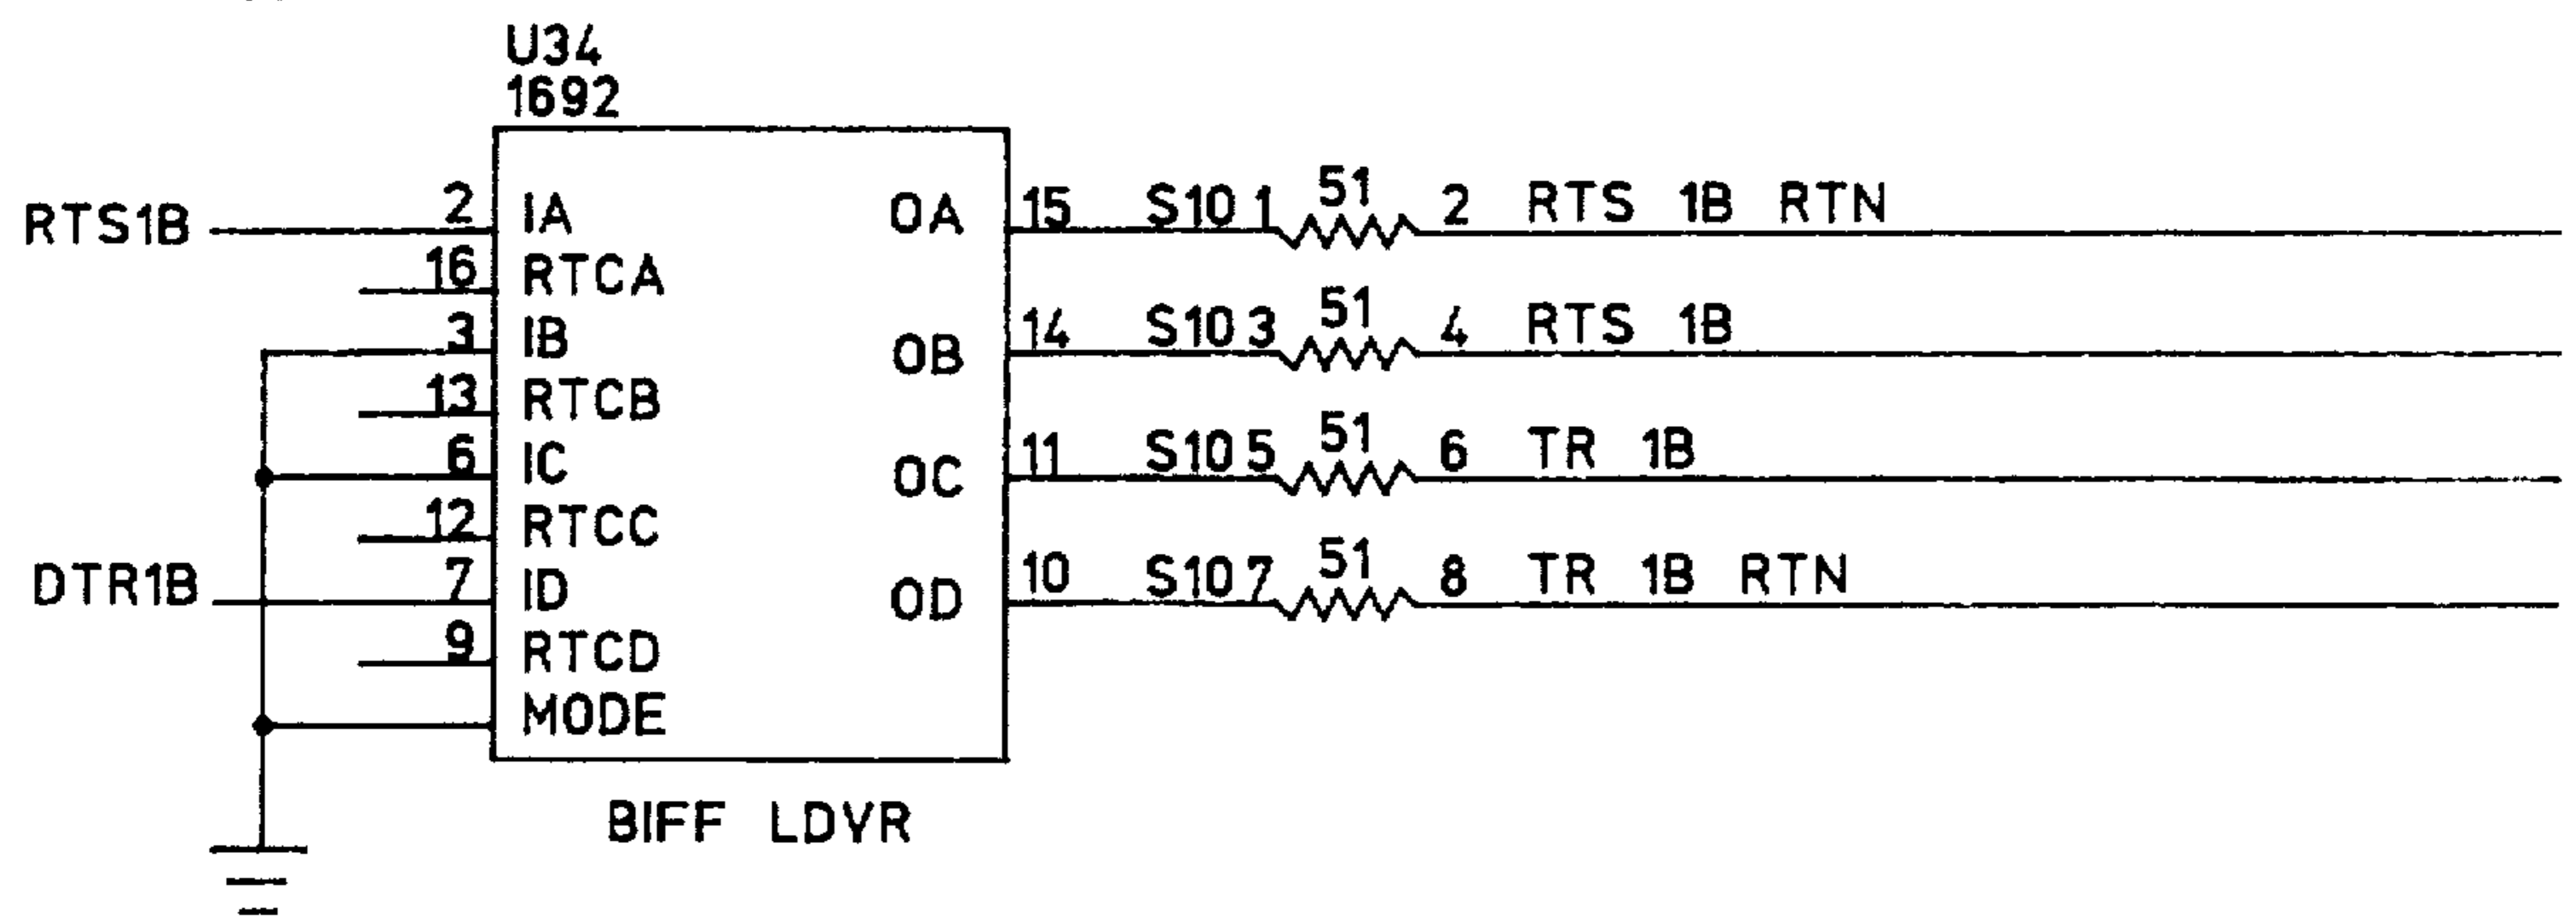 U34
1692
RTS1B 2 IA OA 15 S10 1 51 2 RTS 1B RTN
16 RTCA
3 IB OB 14 S10 3 51 4 RTS 1B
13 RTCB
6 IC OC 11 S10 5 51 6 TR 1B
12 RTCC
DTR1B 7 ID OD 10 S10 7 51 8 TR 1B RTN
9 RTCD
MODE
BIFF LDVR